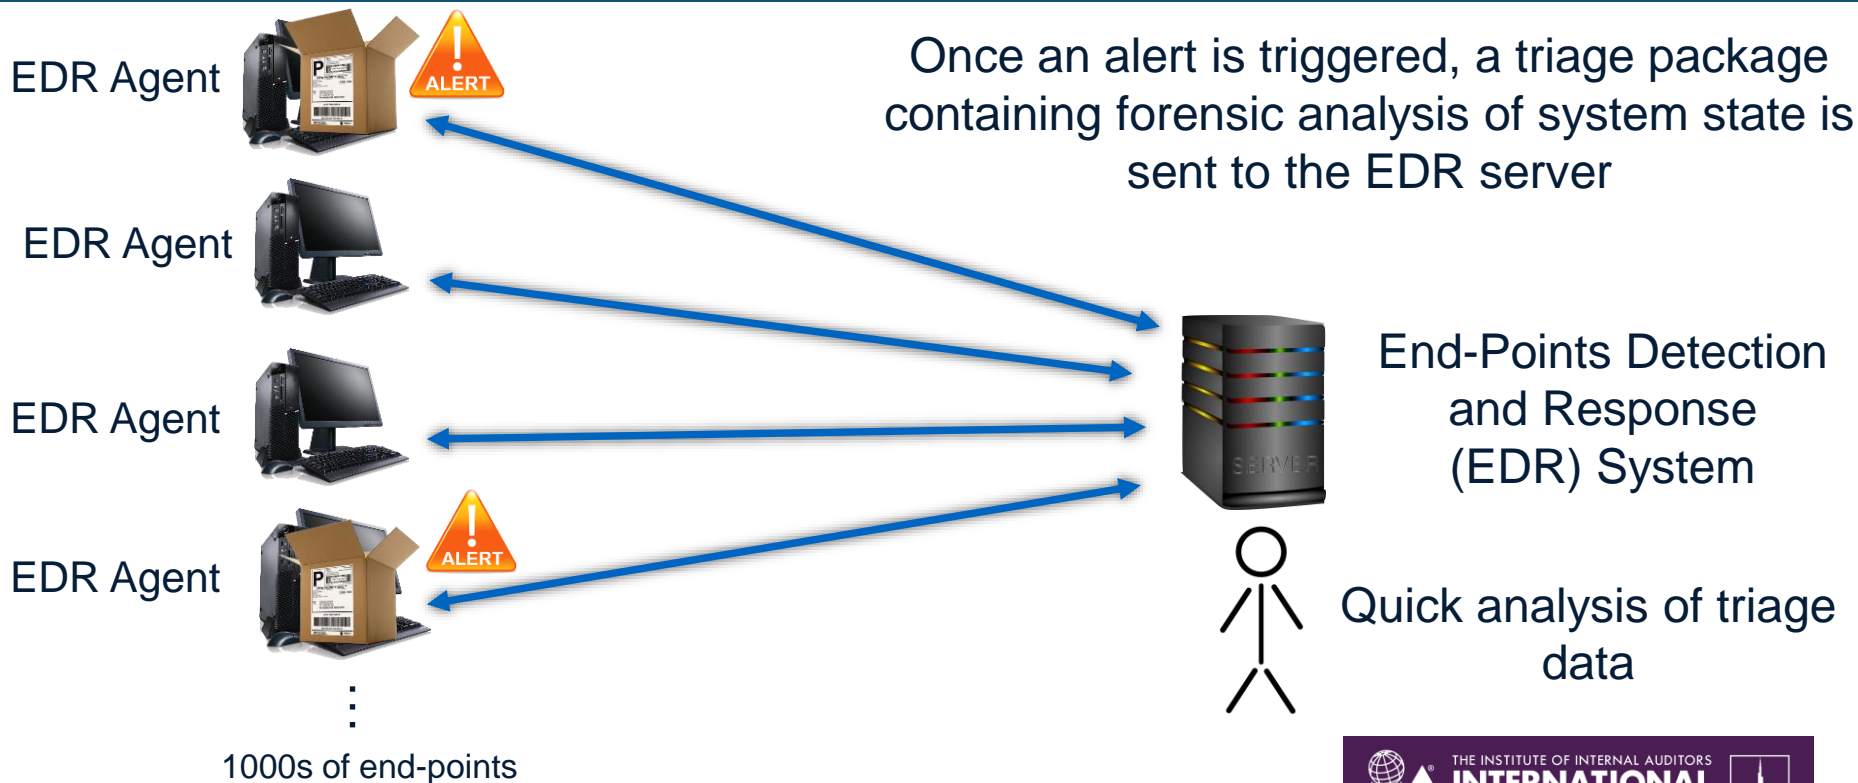 EDR Agent
ALERT
Once an alert is triggered, a triage package
containing forensic analysis of system state is
sent to the EDR server
EDR Agent
EDR Agent
SERVER
End-Points Detection
and Response
(EDR) System
EDR Agent
ALERT
Quick analysis of triage
data
1000s of end-points
THE INSTITUTE OF INTERNAL AUDITORS
INTERNATIONAL